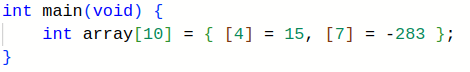 int main(void) {
    int array[10] = { [4] = 15, [7] = -283 };
}